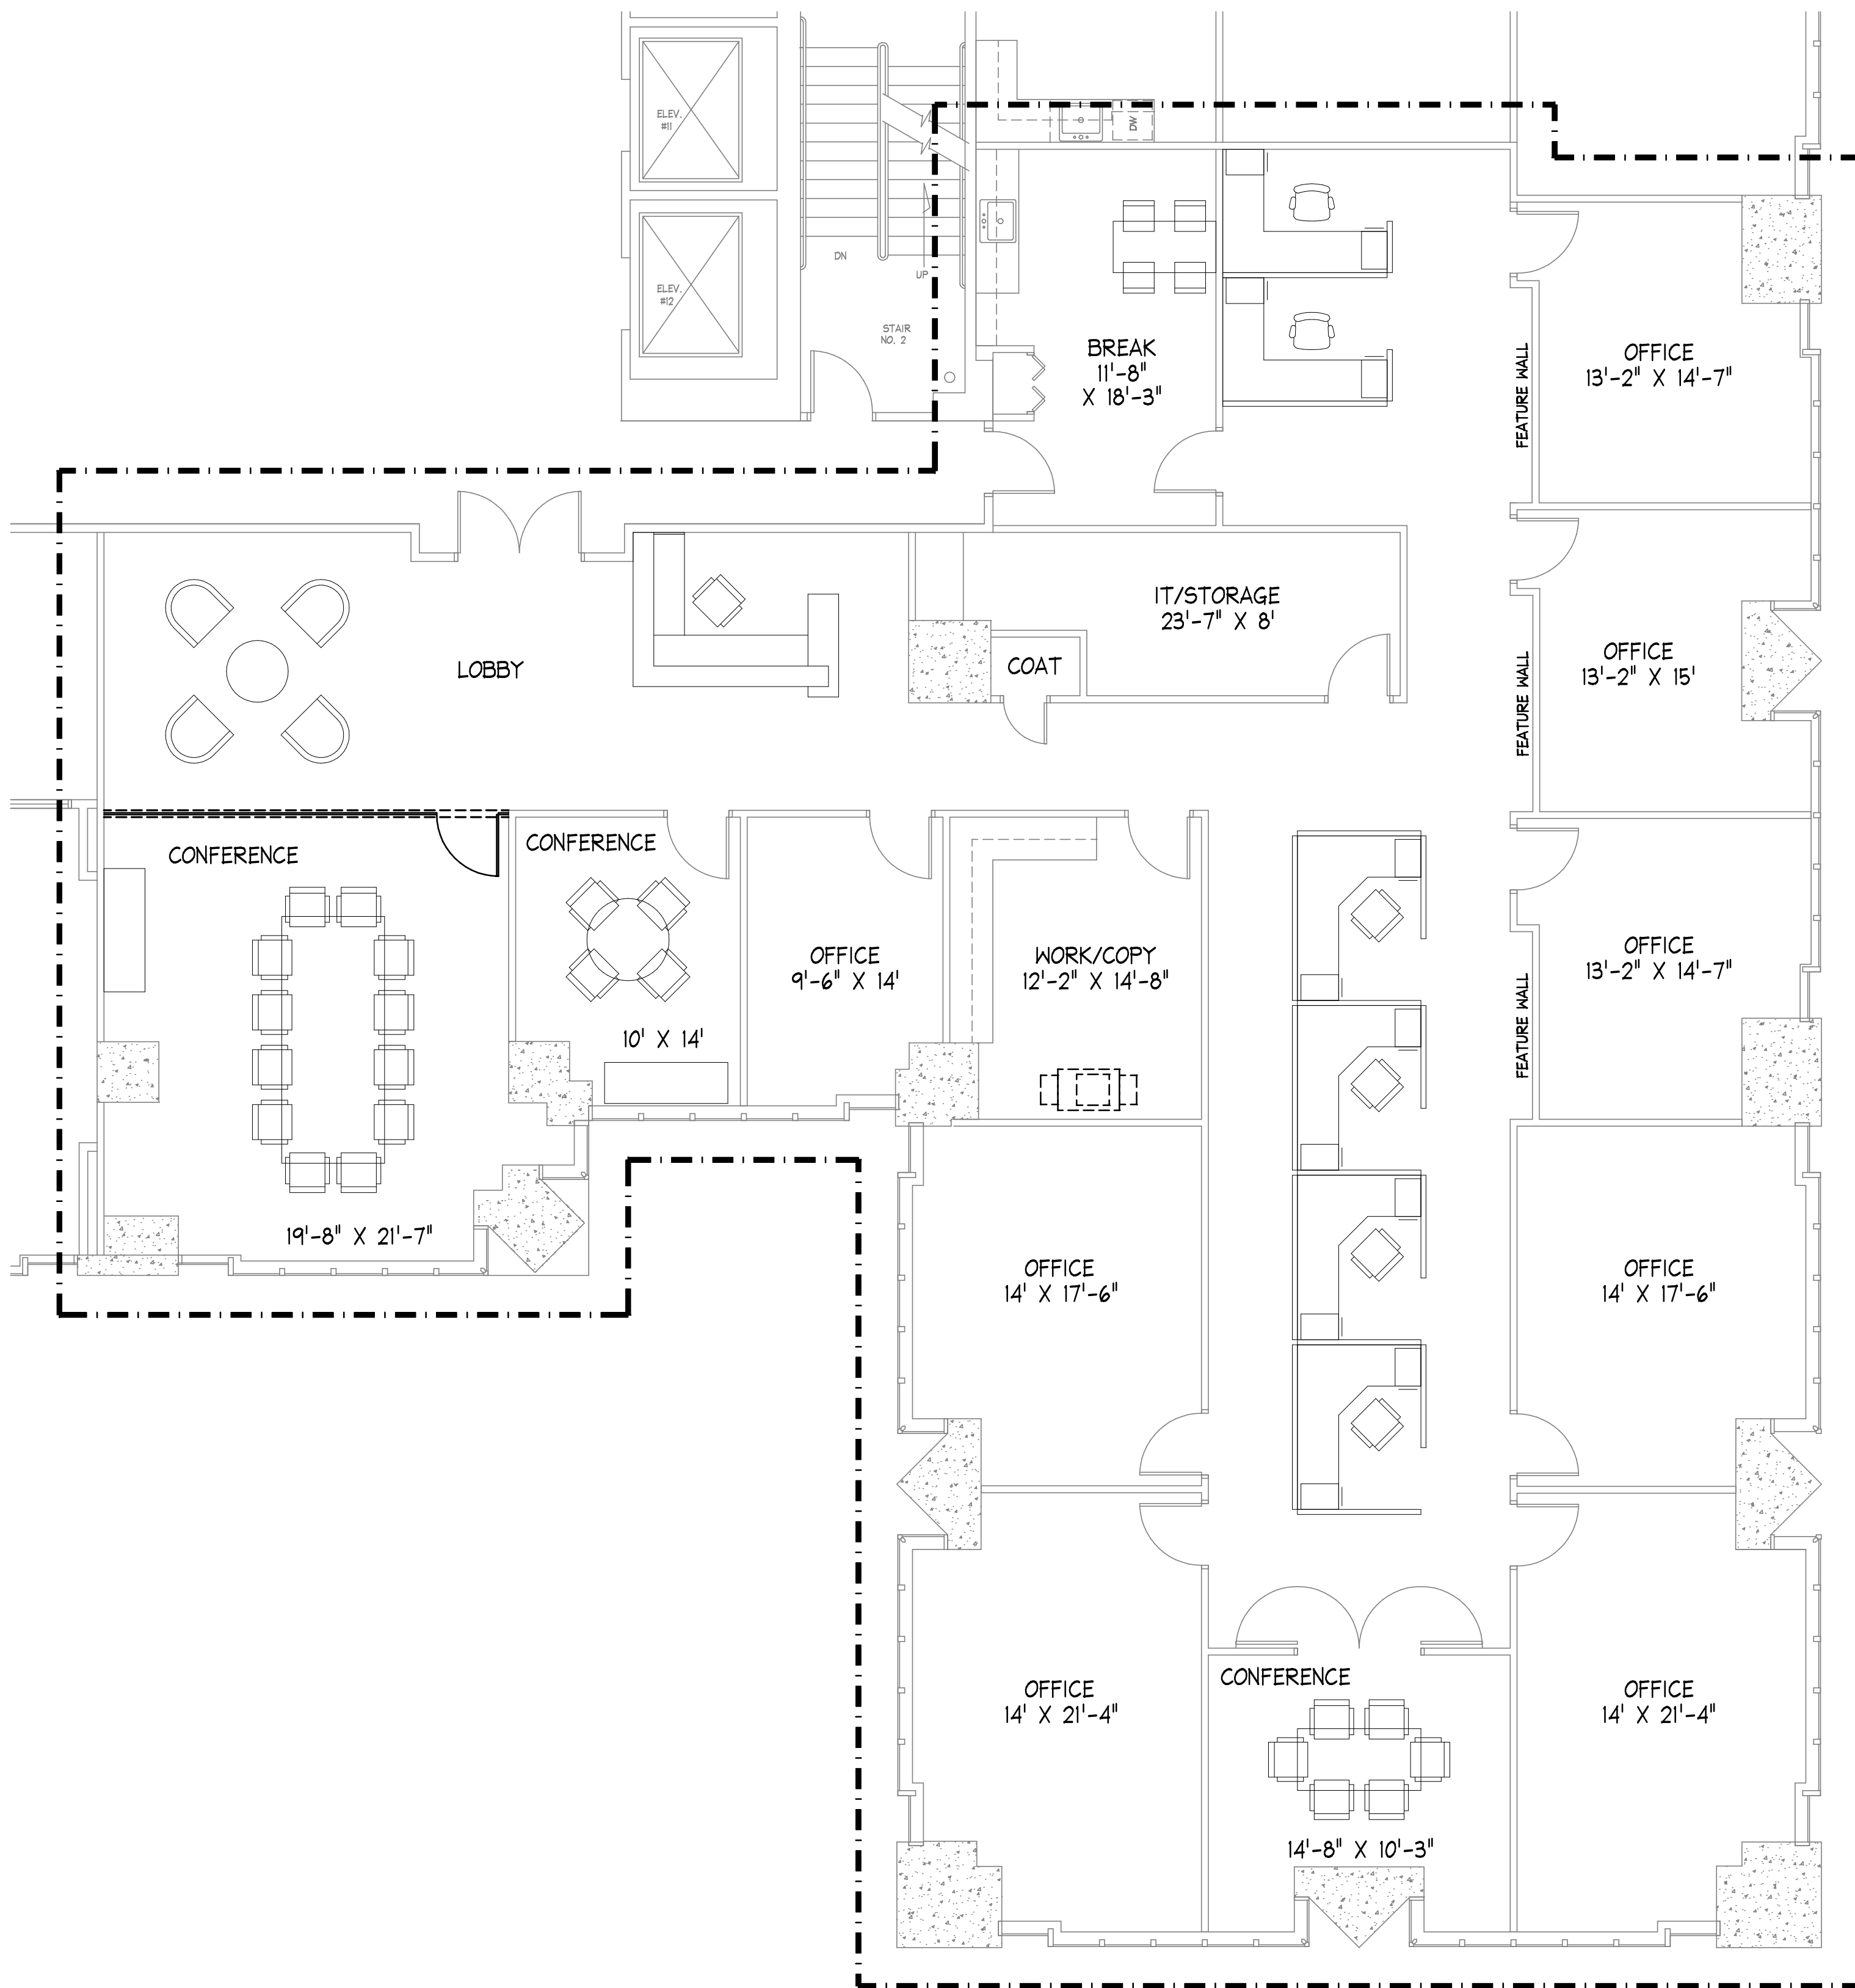 ELEV.
#11
DW
ELEV.
#12
DN
UP
STAIR
NO. 2
BREAK
11'-8"
X 18'-3"
FEATURE WALL
OFFICE
13'-2" X 14'-7"
LOBBY
IT/STORAGE
23'-7" X 8'
COAT
FEATURE WALL
OFFICE
13'-2" X 15'
CONFERENCE
19'-8" X 21'-7"
CONFERENCE
10' X 14'
OFFICE
9'-6" X 14'
WORK/COPY
12'-2" X 14'-8"
FEATURE WALL
OFFICE
13'-2" X 14'-7"
OFFICE
14' X 17'-6"
OFFICE
14' X 17'-6"
OFFICE
14' X 21'-4"
CONFERENCE
14'-8" X 10'-3"
OFFICE
14' X 21'-4"